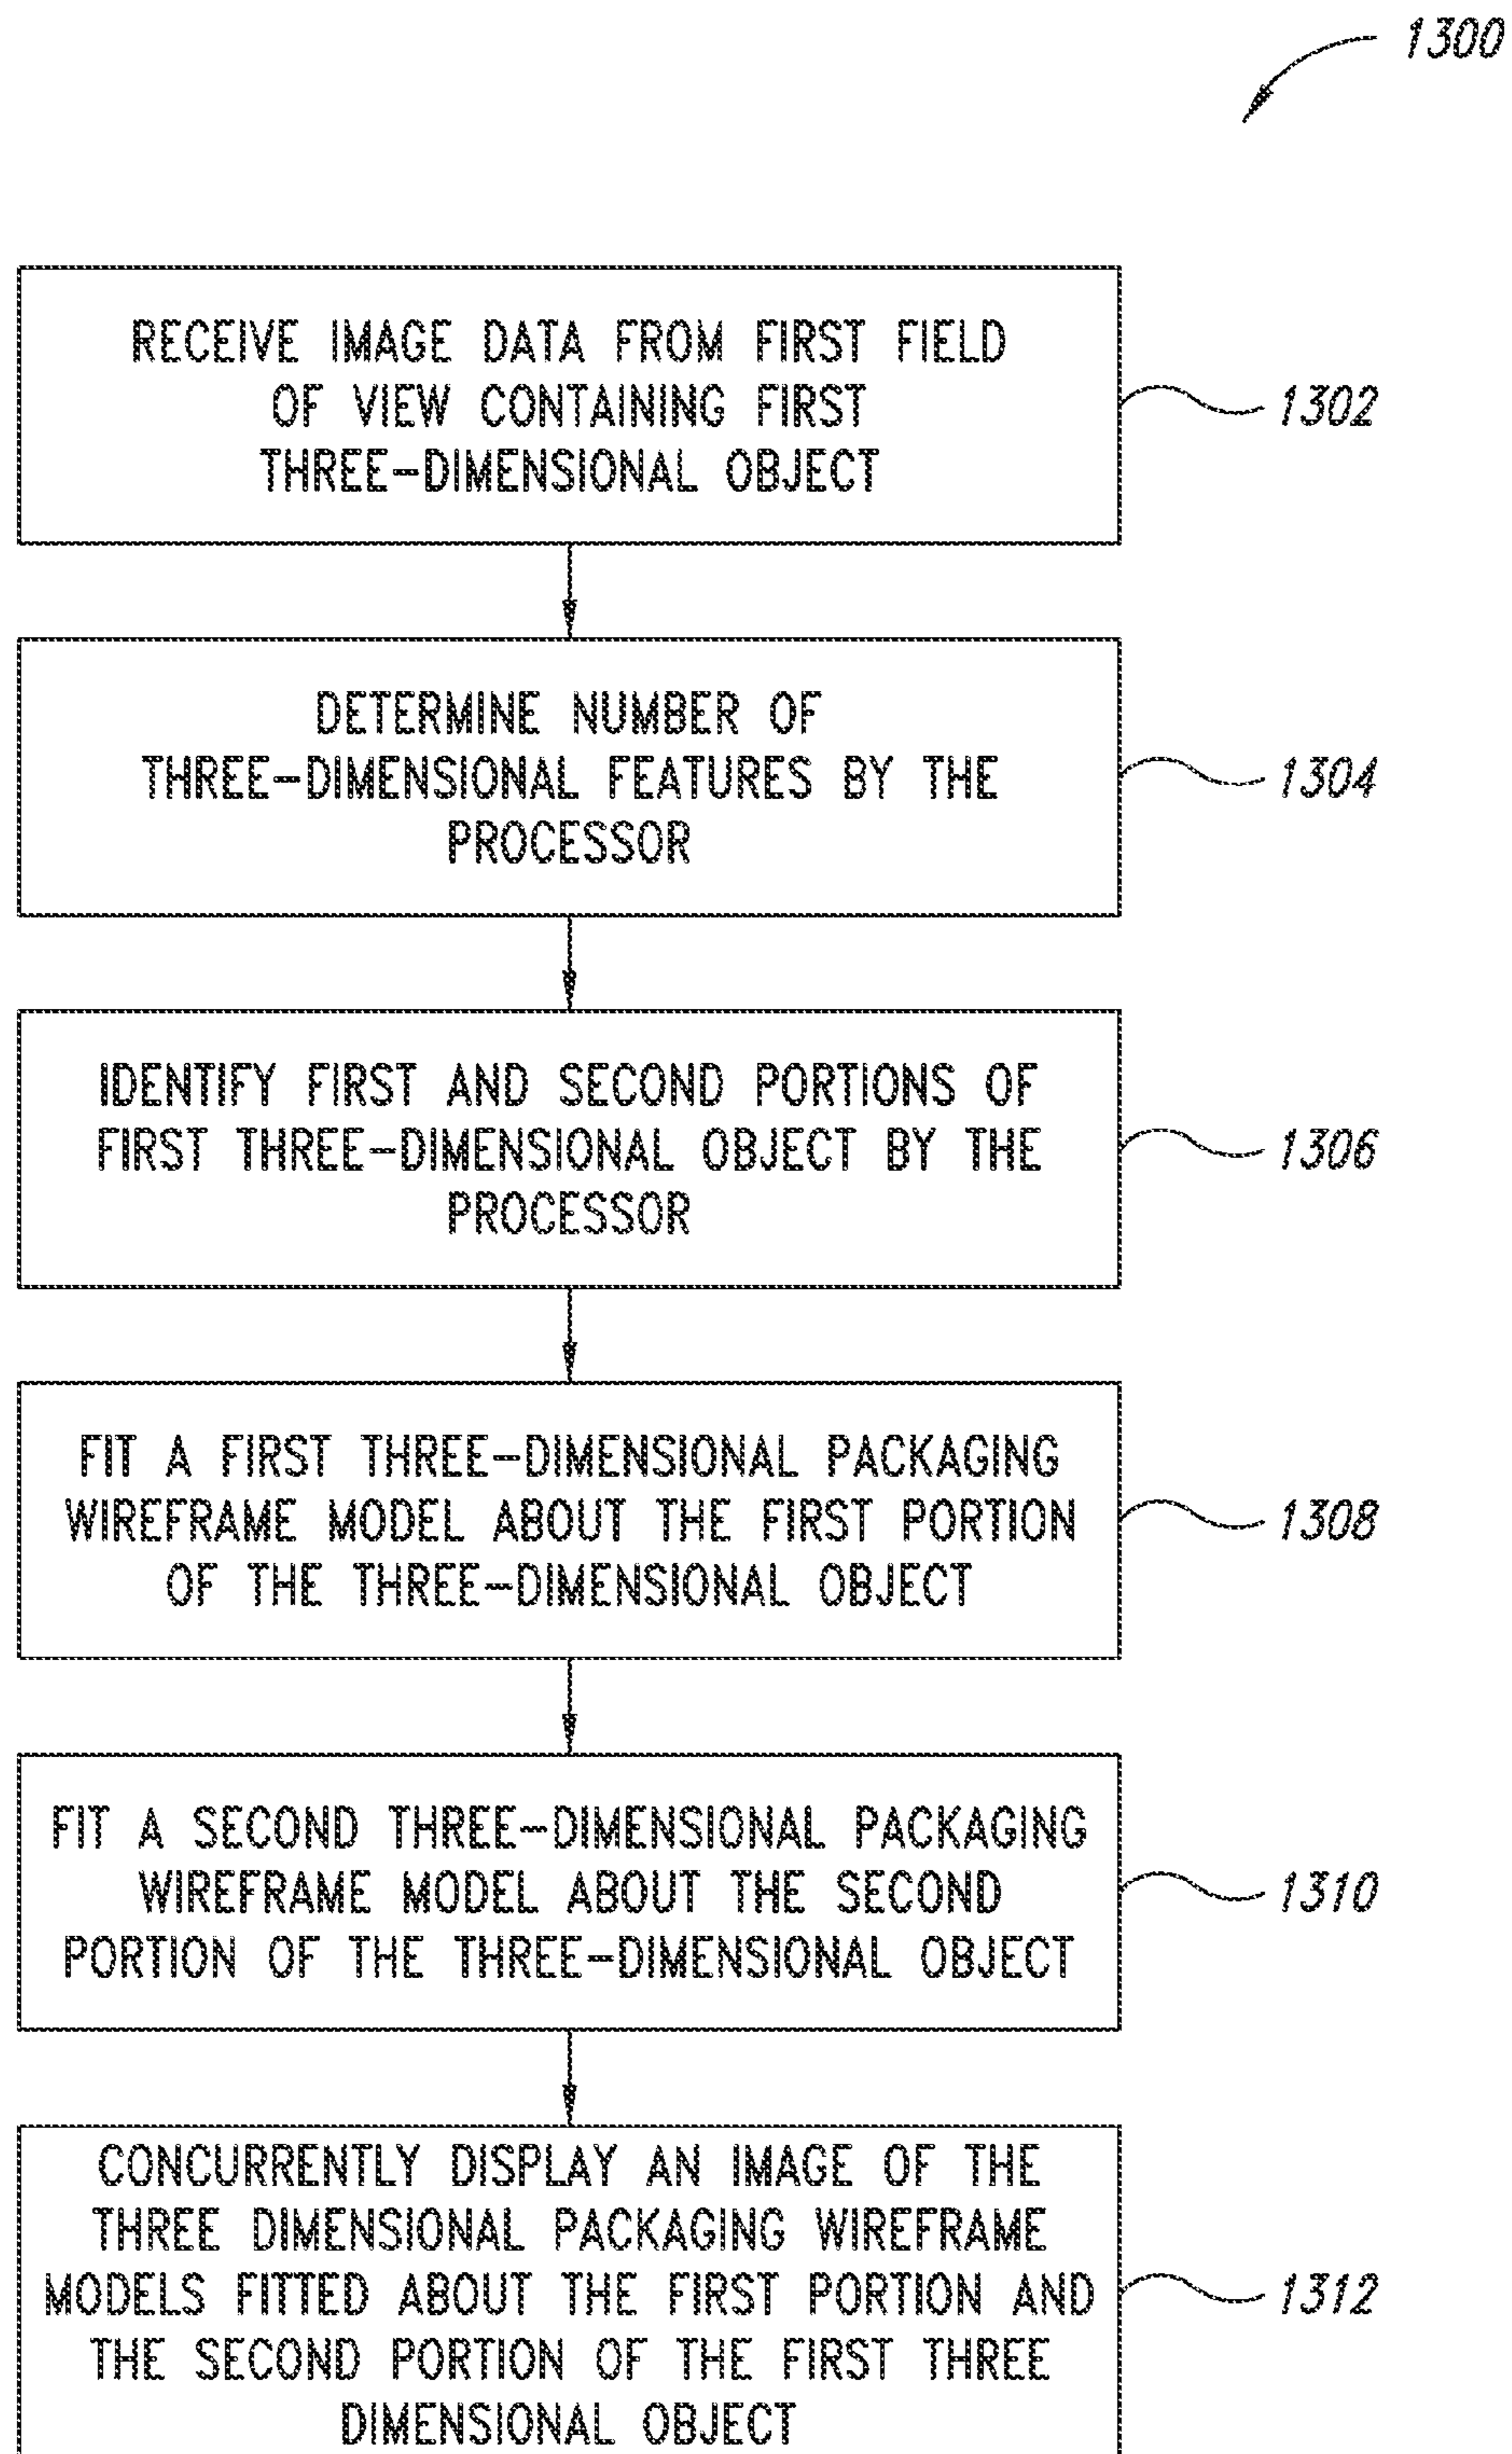 1300
RECEIVE IMAGE DATA FROM FIRST FIELD
OF VIEW CONTAINING FIRST
THREE-DIMENSIONAL OBJECT
1302
DETERMINE NUMBER OF
THREE-DIMENSIONAL FEATURES BY THE
PROCESSOR
1304
IDENTIFY FIRST AND SECOND PORTIONS OF
FIRST THREE-DIMENSIONAL OBJECT BY THE
PROCESSOR
1306
FIT A FIRST THREE-DIMENSIONAL PACKAGING
WIREFRAME MODEL ABOUT THE FIRST PORTION
OF THE THREE-DIMENSIONAL OBJECT
1308
FIT A SECOND THREE-DIMENSIONAL PACKAGING
WIREFRAME MODEL ABOUT THE SECOND
PORTION OF THE THREE-DIMENSIONAL OBJECT
1310
CONCURRENTLY DISPLAY AN IMAGE OF THE
THREE DIMENSIONAL PACKAGING WIREFRAME
MODELS FITTED ABOUT THE FIRST PORTION AND
THE SECOND PORTION OF THE FIRST THREE
DIMENSIONAL OBJECT
1312